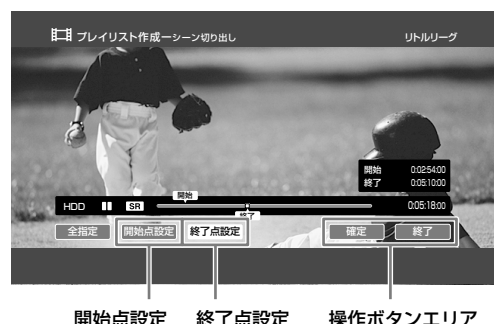 プレイリスト作成ーシーン切り出し リトルリーグ
開始 0:02:54:00
終了 0:05:10:00
開始
HDD SR 0:05:18:00
終了
全指定 開始点設定 終了点設定 確定 終了
開始点設定 終了点設定 操作ボタンエリア